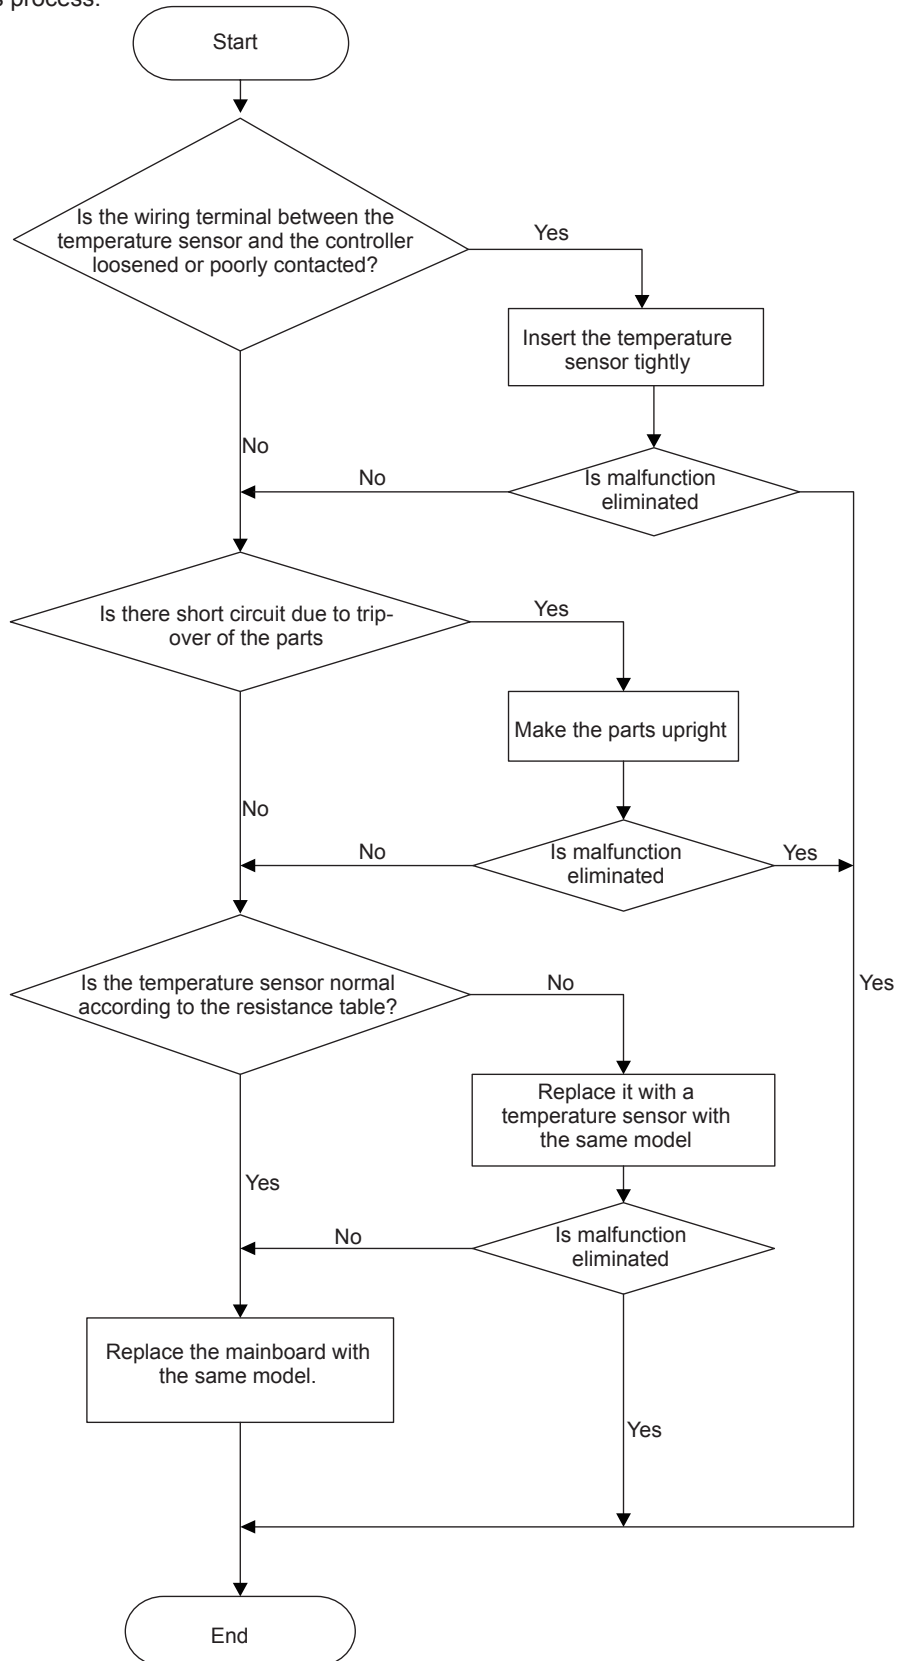 s process.
Start
Is the wiring terminal between the
temperature sensor and the controller
loosened or poorly contacted?
Yes
Insert the temperature
sensor tightly
No
No
Is malfunction
eliminated
Is there short circuit due to trip-
over of the parts
Yes
Make the parts upright
No
No
Is malfunction
eliminated
Yes
Is the temperature sensor normal
according to the resistance table?
No
Yes
Replace it with a
temperature sensor with
the same model
Yes
No
Is malfunction
eliminated
Replace the mainboard with
the same model.
Yes
End